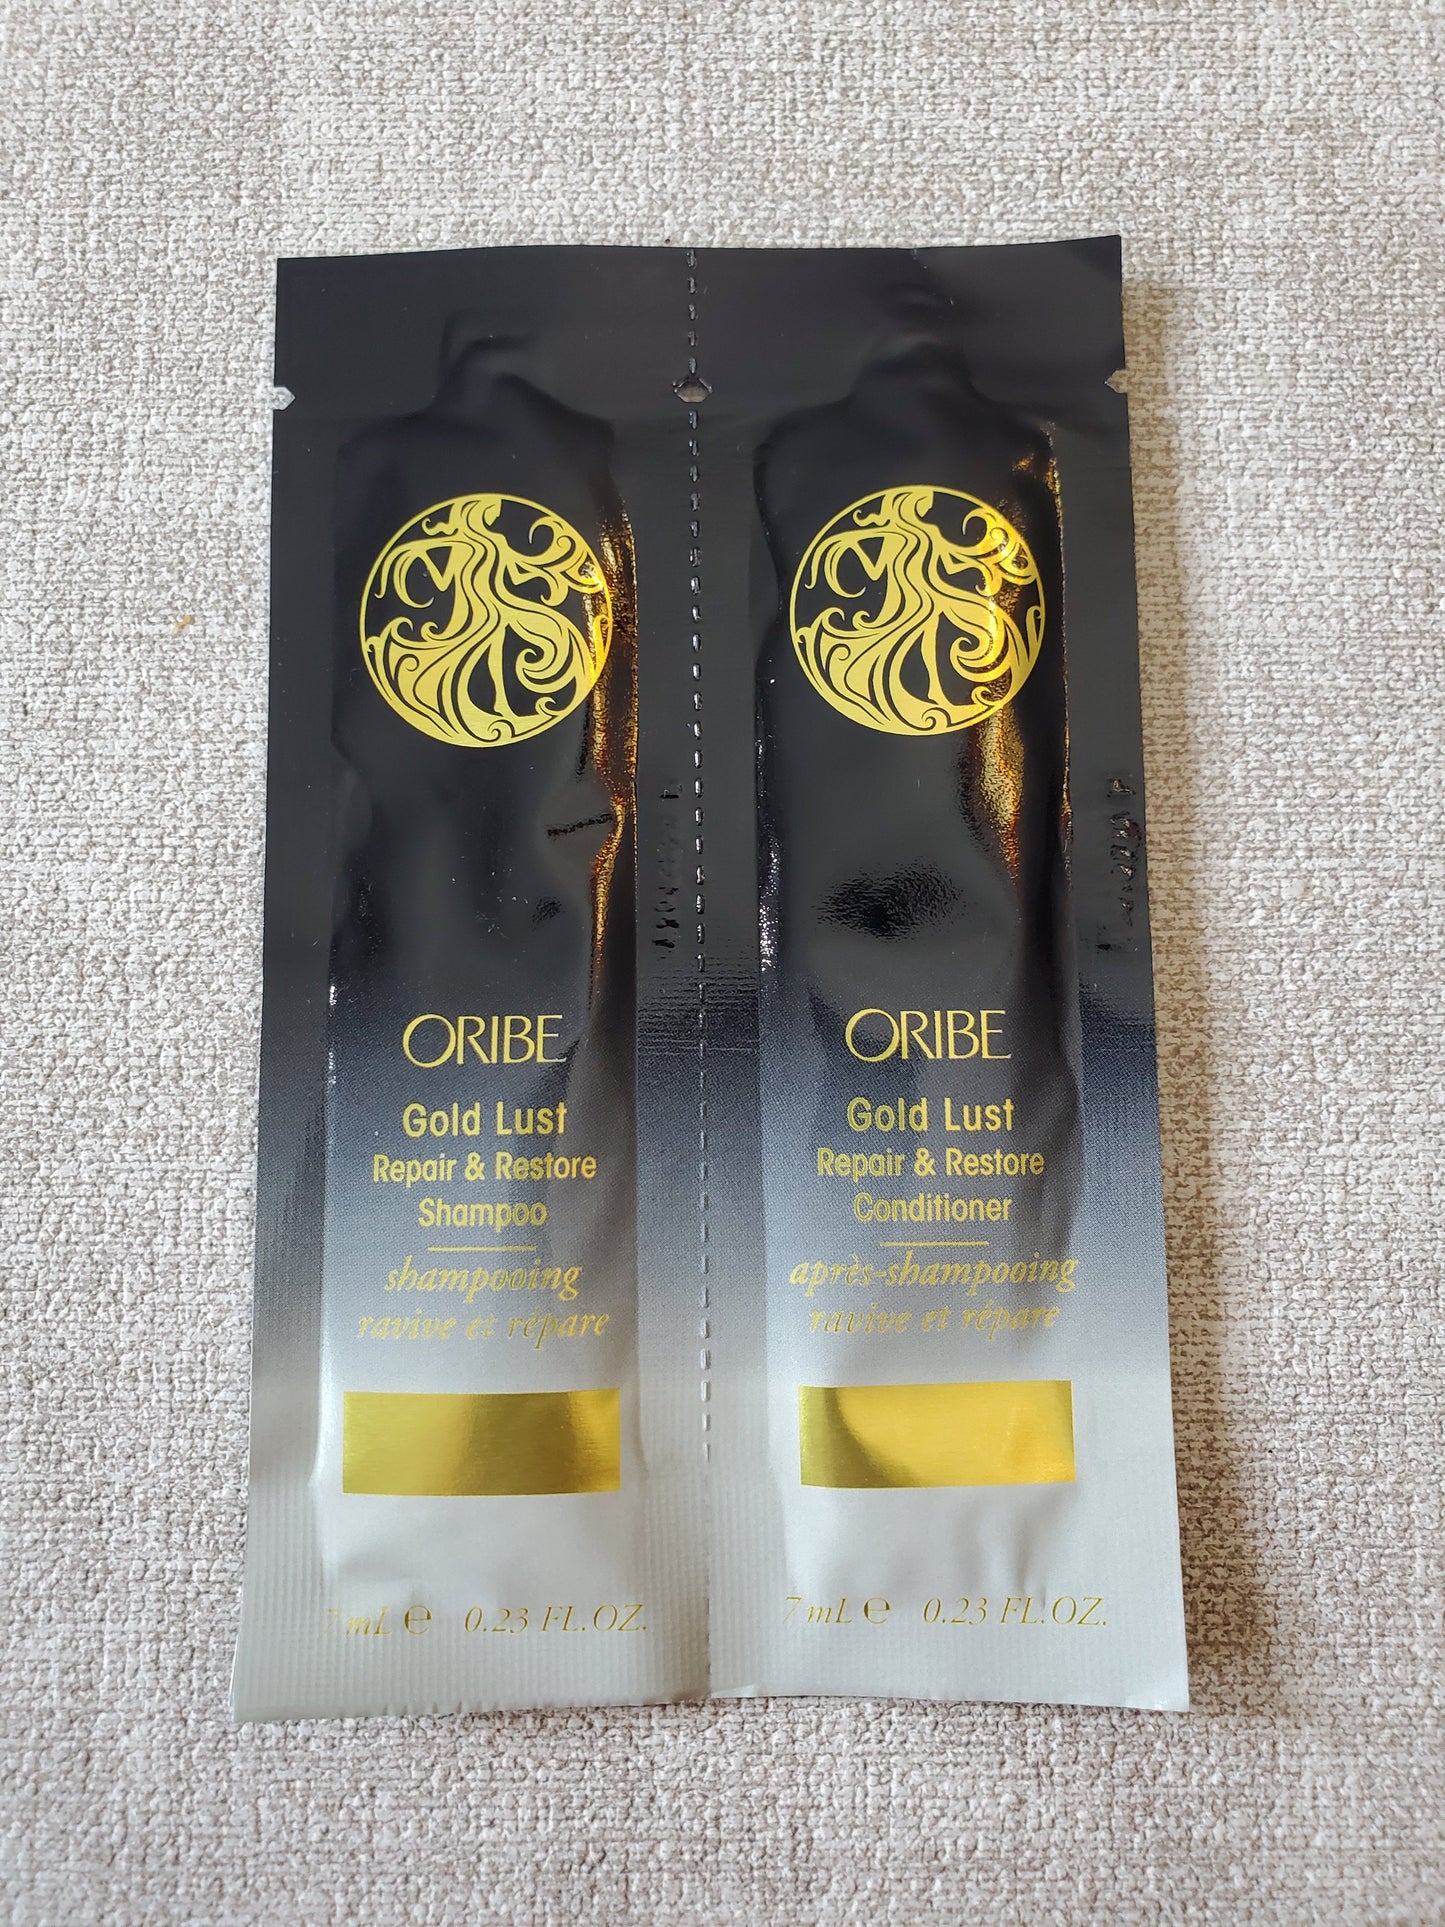 ORIBE
Gold Lust
Repair & Restore
Shampoo
shampooing
ravive et répare
7 mL ℮ 0.23 FL.OZ.
ORIBE
Gold Lust
Repair & Restore
Conditioner
après-shampooing
ravive et répare
7 mL ℮ 0.23 FL.OZ.